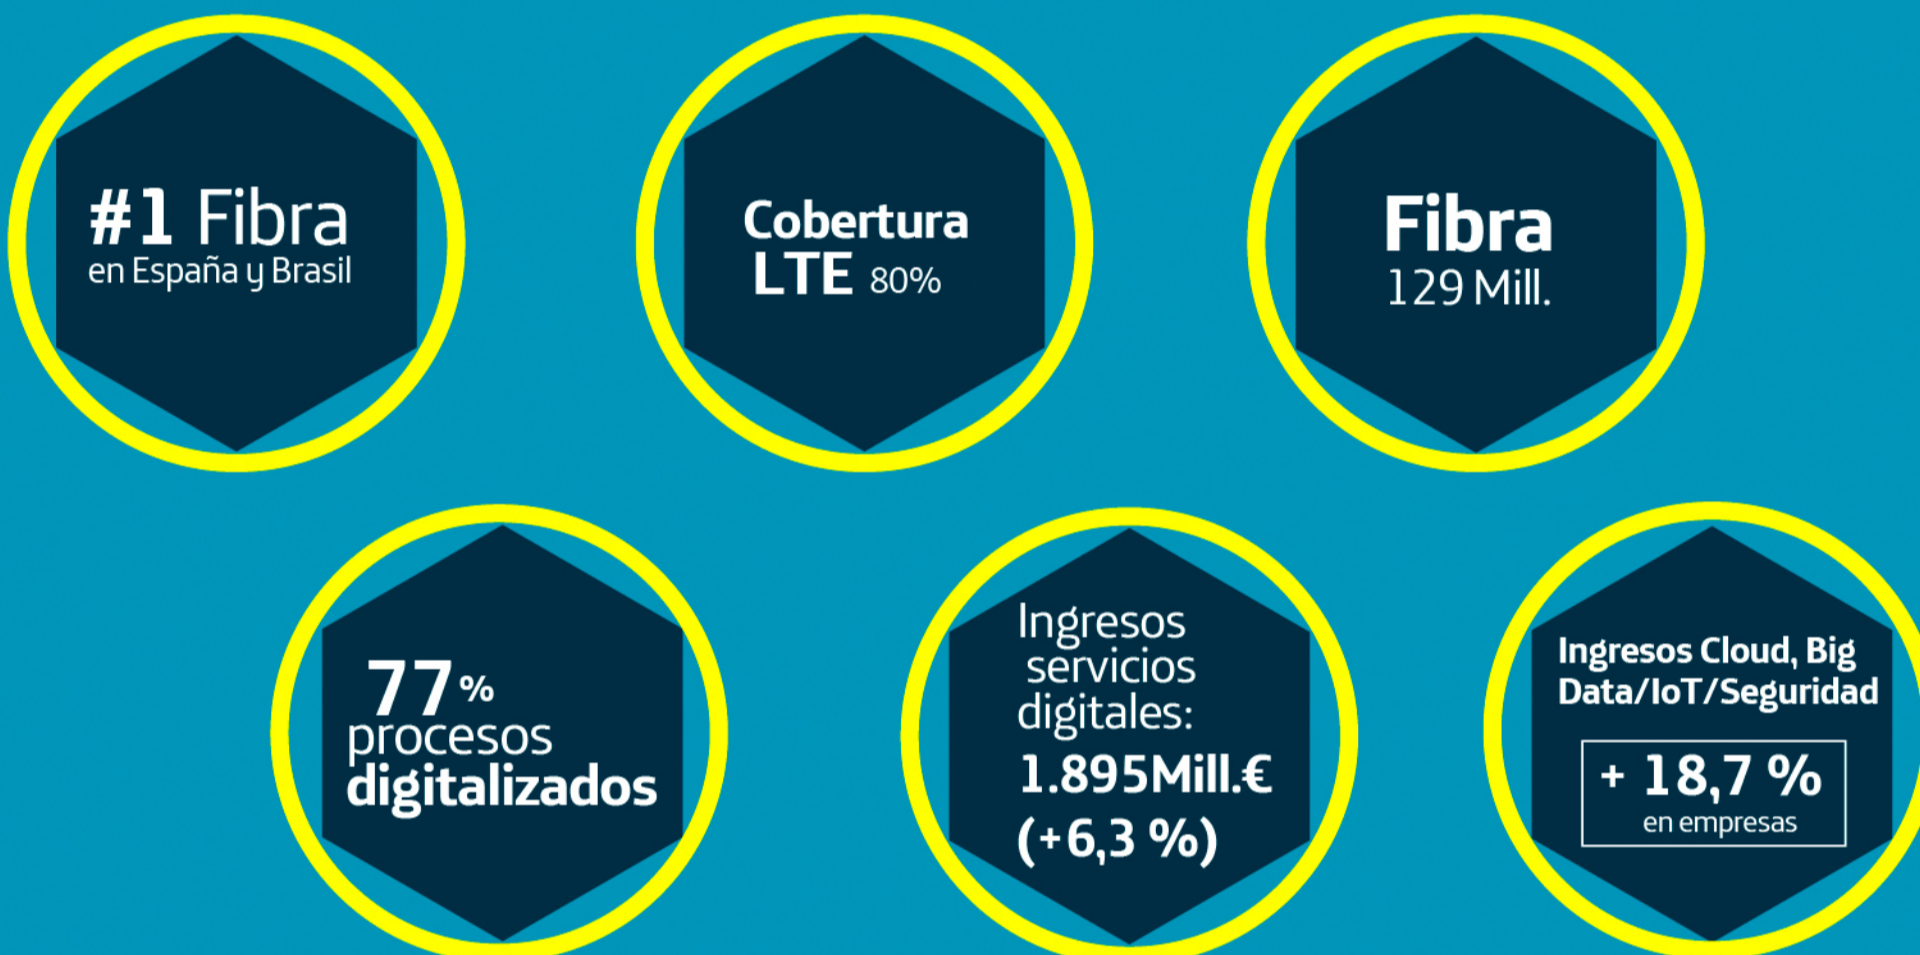 #1 Fibra
en España y Brasil
Cobertura
LTE 80%
Fibra
129 Mill.
77%
procesos
digitalizados
Ingresos
servicios
digitales:
1.895Mill.€
(+6,3 %)
Ingresos Cloud, Big
Data/IoT/Seguridad
+ 18,7 %
en empresas